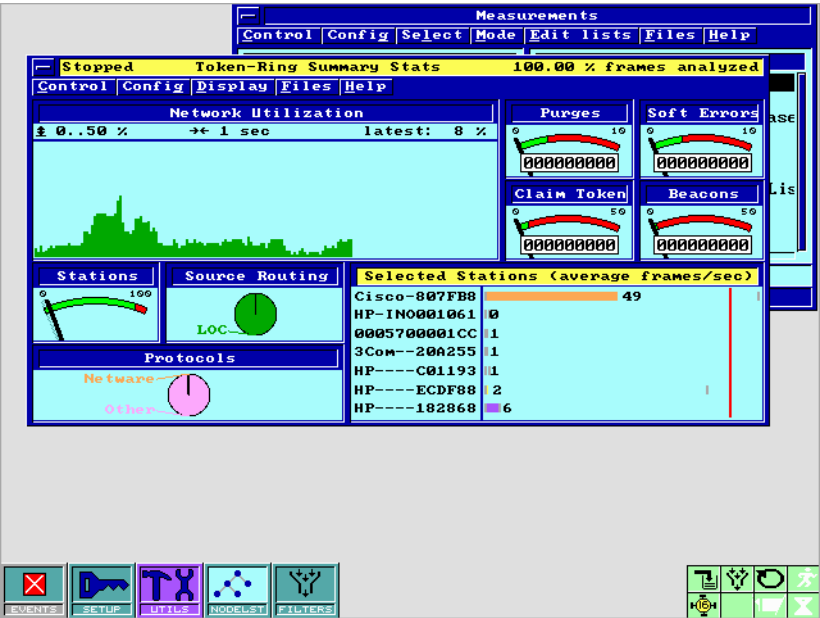 Measurements
Control Config Select Mode Edit lists Files Help
Stopped Token-Ring Summary Stats 100.00 % frames analyzed
Control Config Display Files Help
Network Utilization
0..50 % →← 1 sec latest: 8 %
Purges
0 10
000000000
Soft Errors
0 10
000000000
Claim Token
0 50
000000000
Beacons
0 50
000000000
ase
Lis
Stations
0 100
Source Routing
LOC
Protocols
Netware
Other
Selected Stations (average frames/sec)
Cisco-807FB8 49
HP-IN0001061 0
0005700001CC 1
3Com--20A255 1
HP----C01193 1
HP----ECDF88 2
HP----182868 6
EVENTS SETUP UTILS NODELST FILTERS
16
1